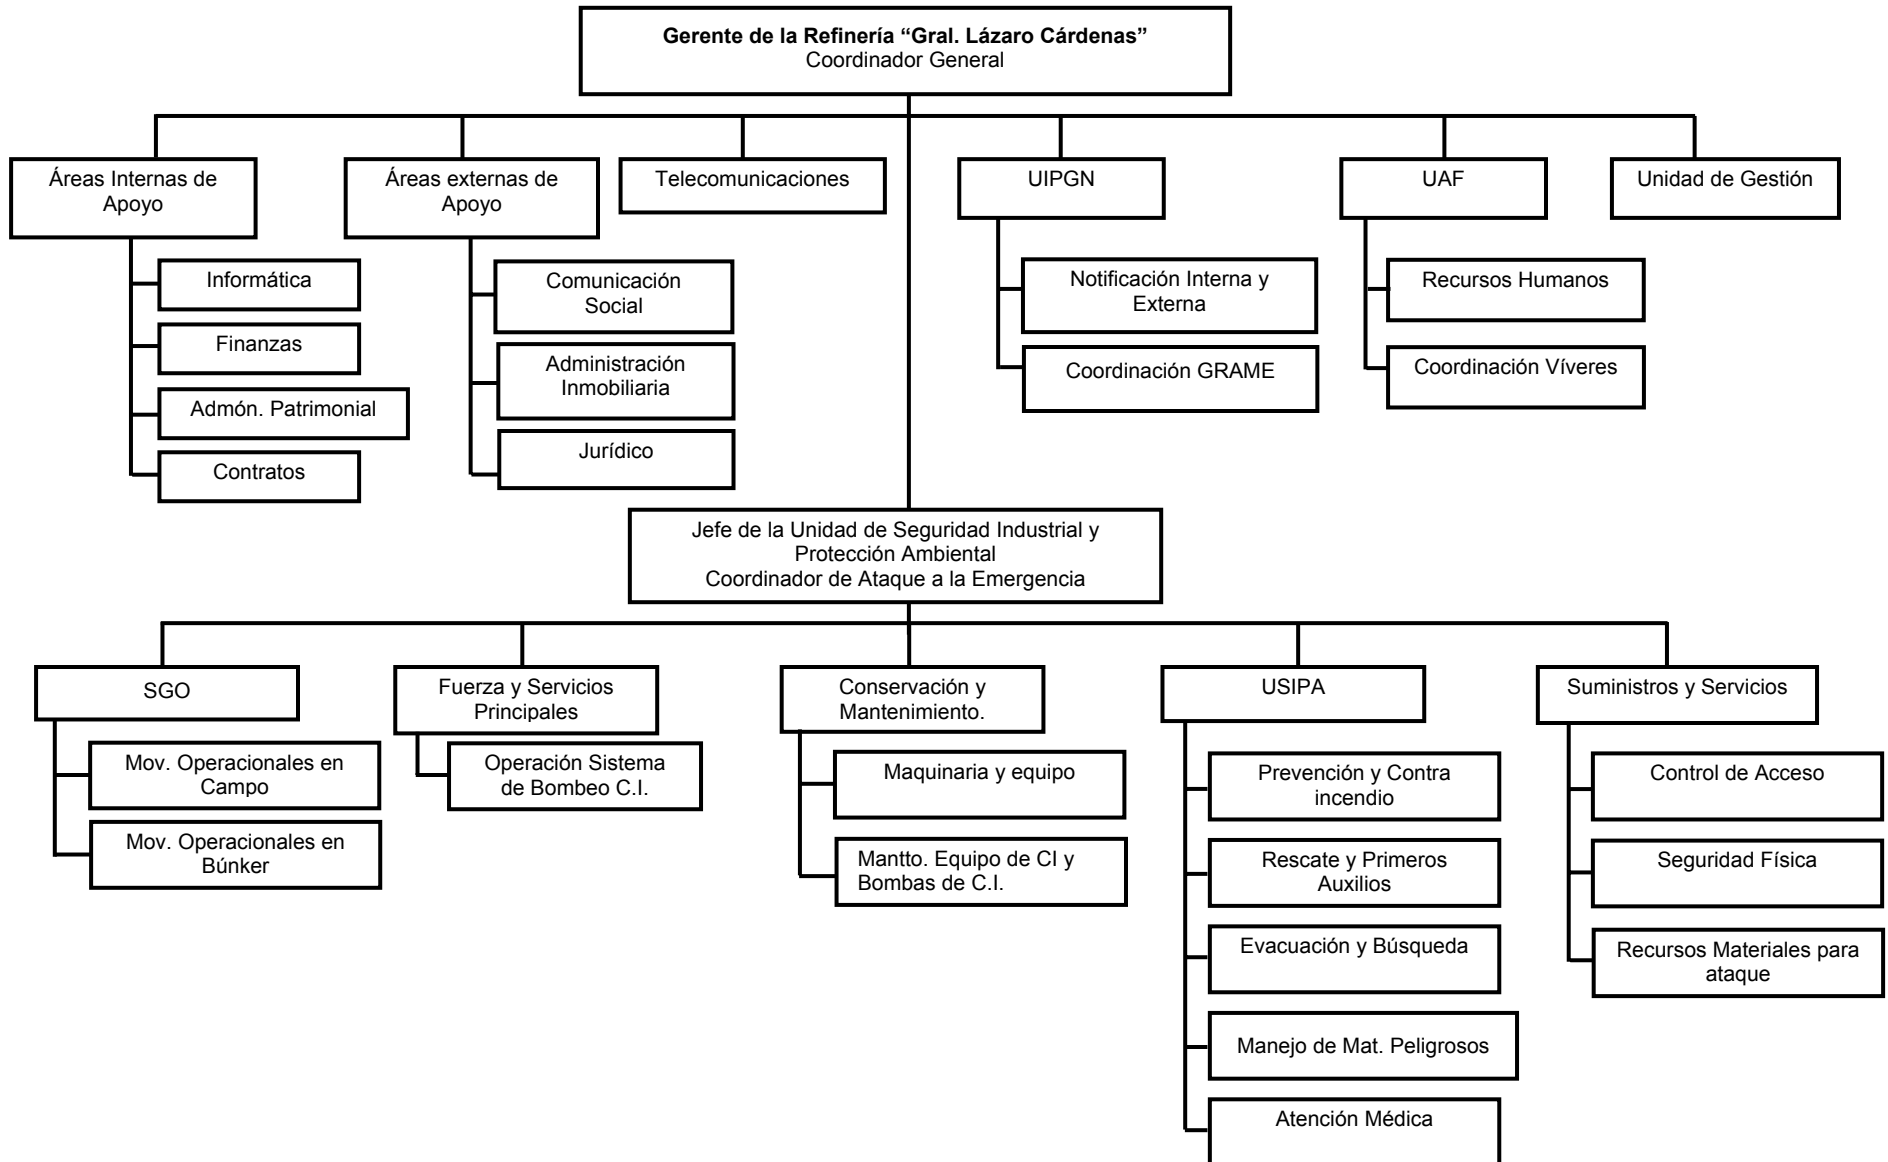 Gerente de la Refinería “Gral. Lázaro Cárdenas”
Coordinador General
Áreas Internas de
Apoyo
Áreas externas de
Apoyo
Telecomunicaciones
UIPGN
UAF
Unidad de Gestión
Informática
Finanzas
Admón. Patrimonial
Contratos
Comunicación
Social
Administración
Inmobiliaria
Jurídico
Notificación Interna y
Externa
Coordinación GRAME
Recursos Humanos
Coordinación Víveres
Jefe de la Unidad de Seguridad Industrial y
Protección Ambiental
Coordinador de Ataque a la Emergencia
SGO
Fuerza y Servicios
Principales
Conservación y
Mantenimiento.
USIPA
Suministros y Servicios
Mov. Operacionales en
Campo
Mov. Operacionales en
Búnker
Operación Sistema
de Bombeo C.I.
Maquinaria y equipo
Mantto. Equipo de CI y
Bombas de C.I.
Prevención y Contra
incendio
Rescate y Primeros
Auxilios
Evacuación y Búsqueda
Manejo de Mat. Peligrosos
Atención Médica
Control de Acceso
Seguridad Física
Recursos Materiales para
ataque